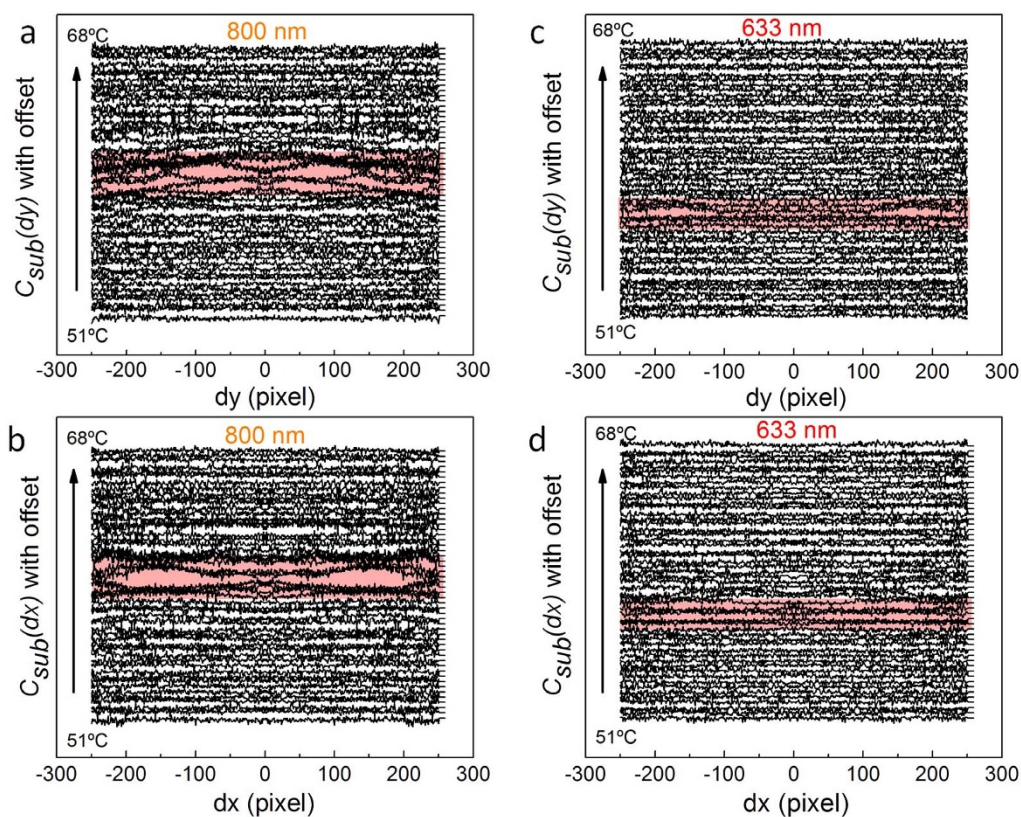 a
800 nm
68ºC
C_sub(dy) with offset
51ºC
-300 -200 -100 0 100 200 300
dy (pixel)
c
633 nm
68ºC
C_sub(dy) with offset
51ºC
-300 -200 -100 0 100 200 300
dy (pixel)
b
800 nm
68ºC
C_sub(dx) with offset
51ºC
-300 -200 -100 0 100 200 300
dx (pixel)
d
633 nm
68ºC
C_sub(dx) with offset
51ºC
-300 -200 -100 0 100 200 300
dx (pixel)